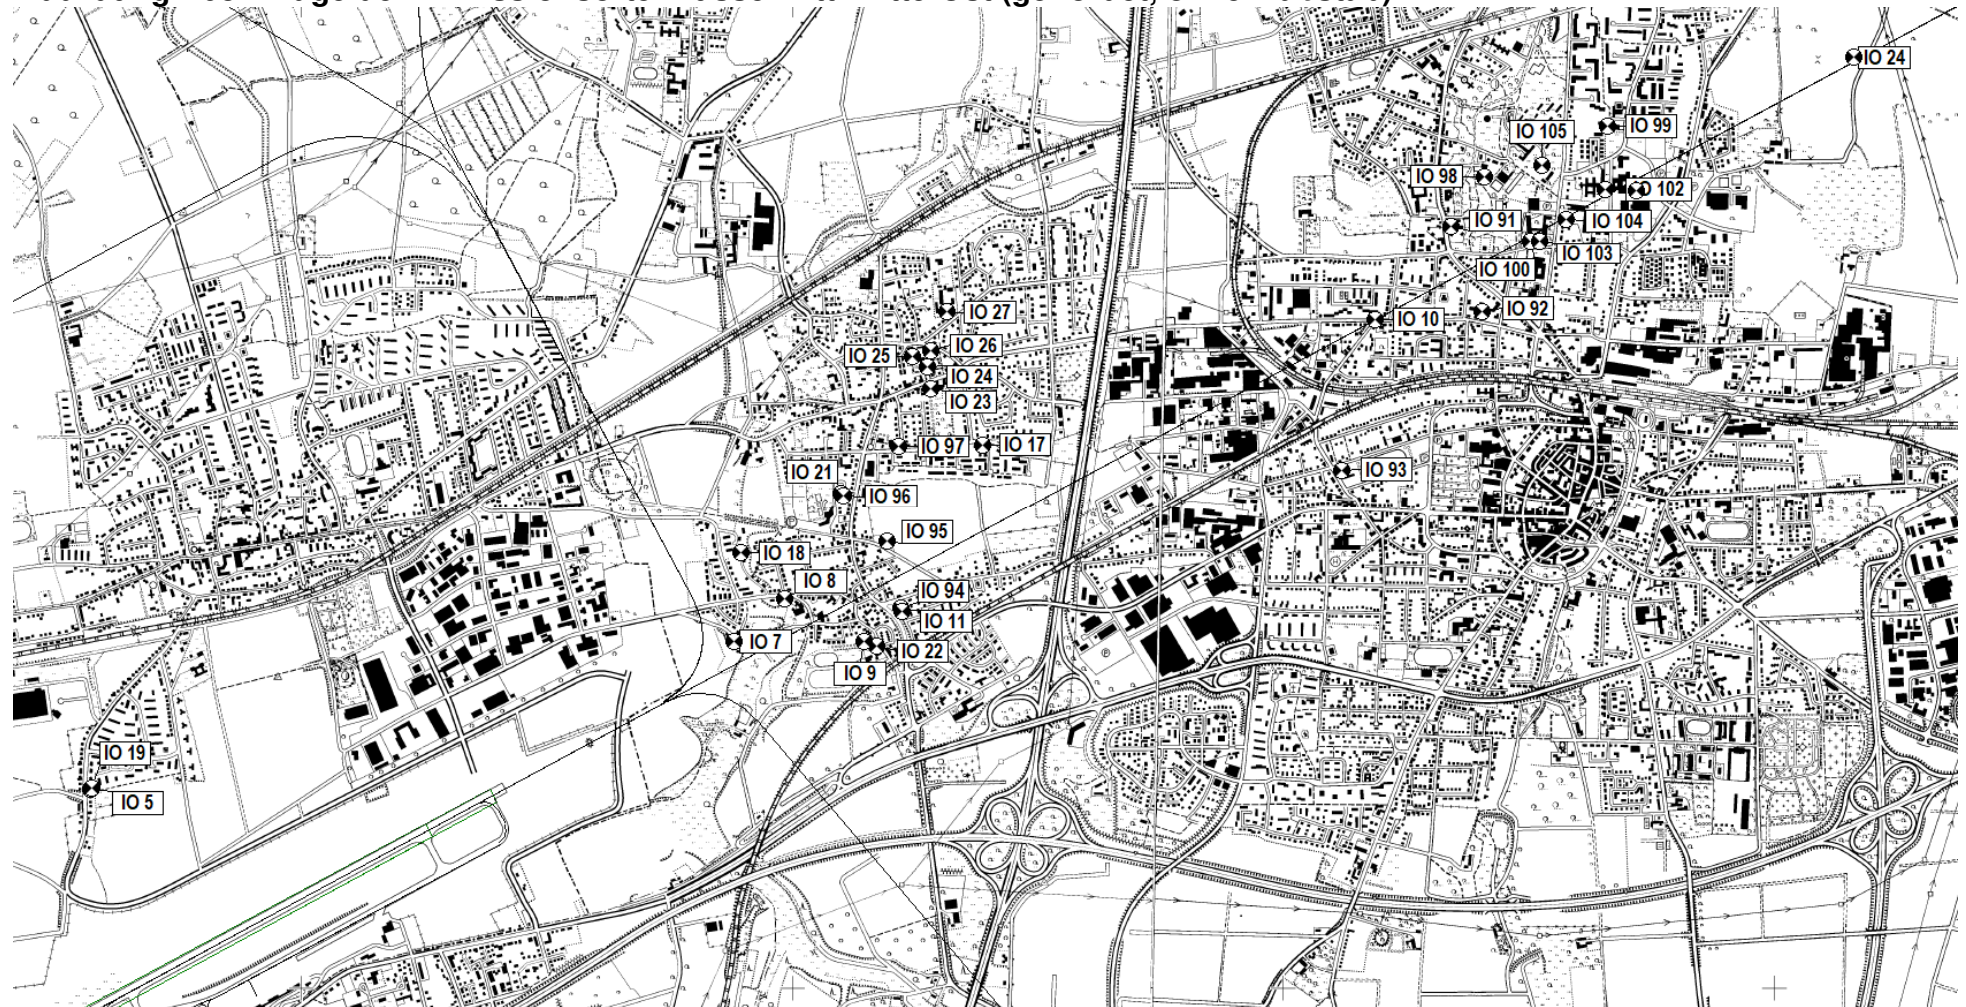 IO 24
IO 105
IO 99
IO 98
IO 102
IO 91
IO 104
IO 103
IO 100
IO 27
IO 92
IO 10
IO 26
IO 25
IO 24
IO 23
IO 97
IO 17
IO 21
IO 93
IO 96
IO 95
IO 18
IO 8
IO 94
IO 11
IO 7
IO 22
IO 9
IO 19
IO 5